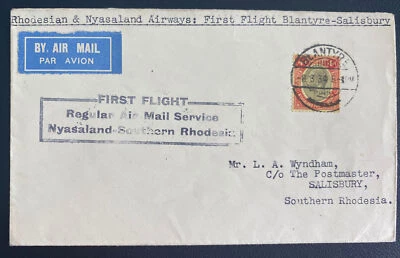 Rhodesian & Nyasaland Airways: First Flight Blantyre-Salisbury
BY AIR MAIL
PAR AVION
BLANTYRE
FIRST FLIGHT
Regular Air Mail Service
Nyasaland-Southern Rhodesia
Mr. L. A. Wyndham,
C/o The Postmaster,
SALISBURY,
Southern Rhodesia.